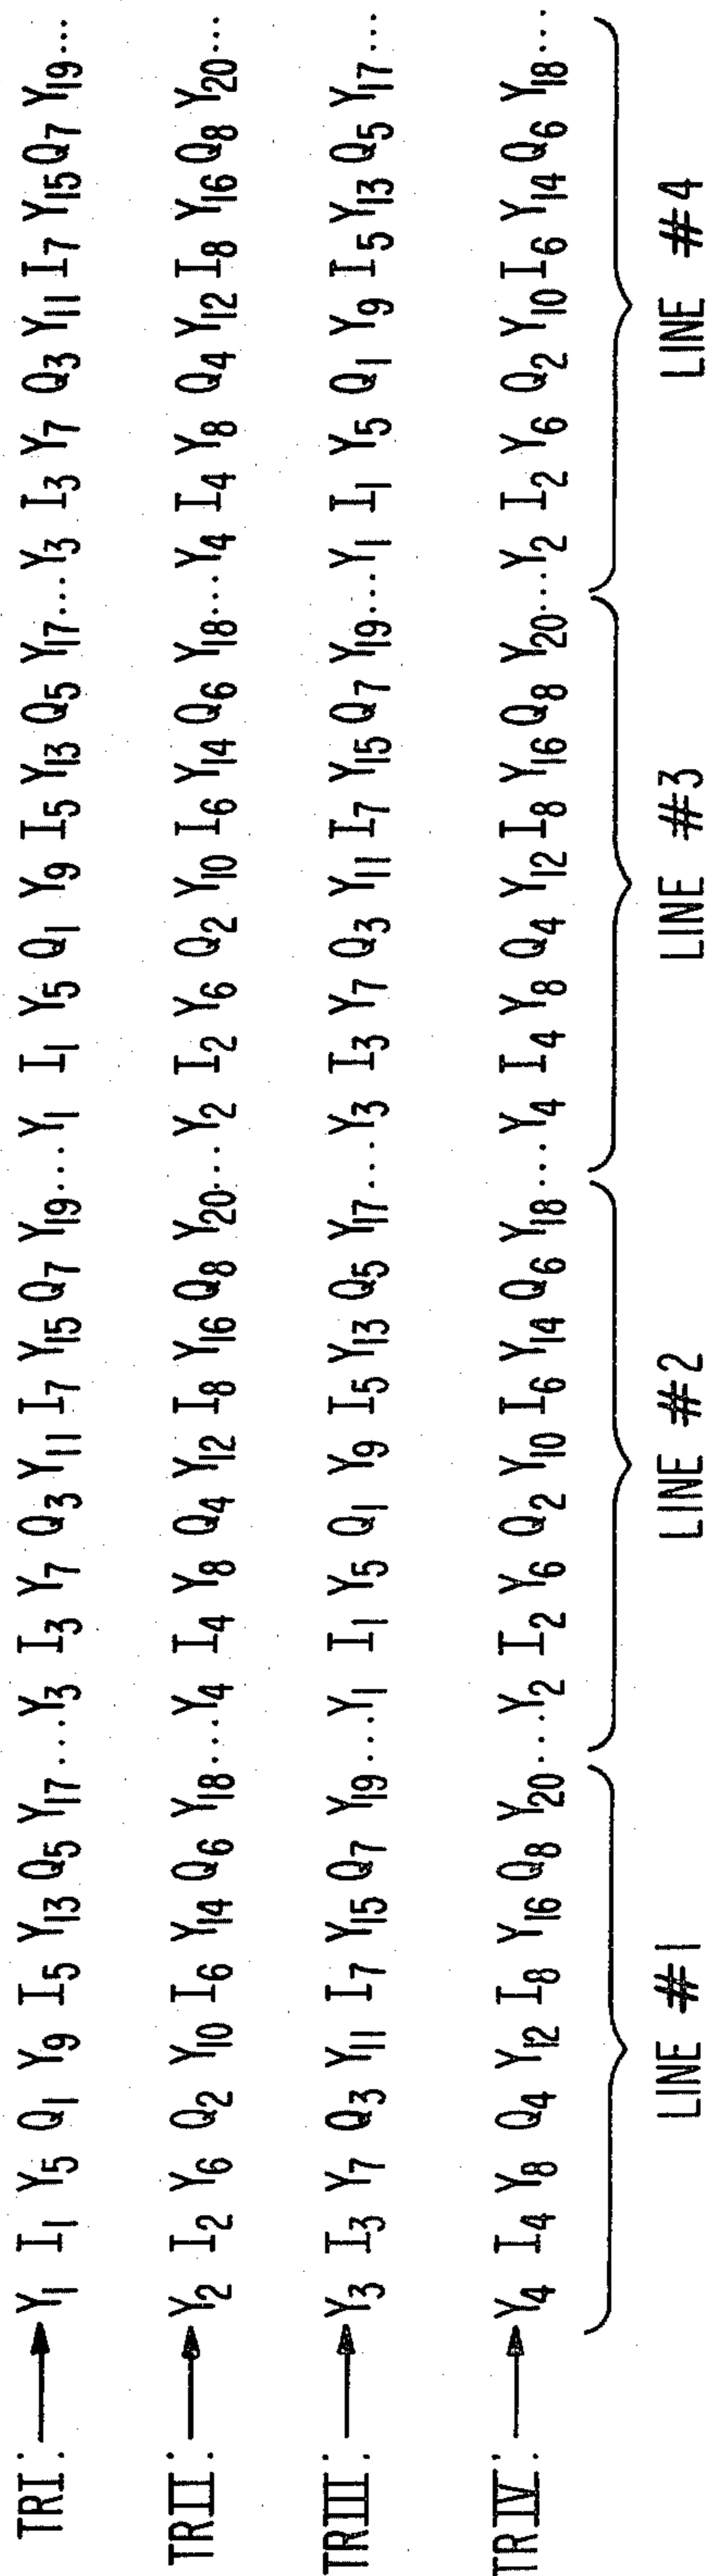 TR I: → Y1 I1 Y5 Q1 Y9 I5 Y13 Q5 Y17...Y3 I3 Y7 Q3 Y11 I7 Y15 Q7 Y19...Y1 I1 Y5 Q1 Y9 I5 Y13 Q5 Y17...Y3 I3 Y7 Q3 Y11 I7 Y15 Q7 Y19...
TR II: → Y2 I2 Y6 Q2 Y10 I6 Y14 Q6 Y18...Y4 I4 Y8 Q4 Y12 I8 Y16 Q8 Y20...Y2 I2 Y6 Q2 Y10 I6 Y14 Q6 Y18...Y4 I4 Y8 Q4 Y12 I8 Y16 Q8 Y20...
TR III: → Y3 I3 Y7 Q3 Y11 I7 Y15 Q7 Y19...Y1 I1 Y5 Q1 Y9 I5 Y13 Q5 Y17...Y3 I3 Y7 Q3 Y11 I7 Y15 Q7 Y19...Y1 I1 Y5 Q1 Y9 I5 Y13 Q5 Y17...
TR IV: → Y4 I4 Y8 Q4 Y12 I8 Y16 Q8 Y20...Y2 I2 Y6 Q2 Y10 I6 Y14 Q6 Y18...Y4 I4 Y8 Q4 Y12 I8 Y16 Q8 Y20...Y2 I2 Y6 Q2 Y10 I6 Y14 Q6 Y18...
LINE #1 LINE #2 LINE #3 LINE #4